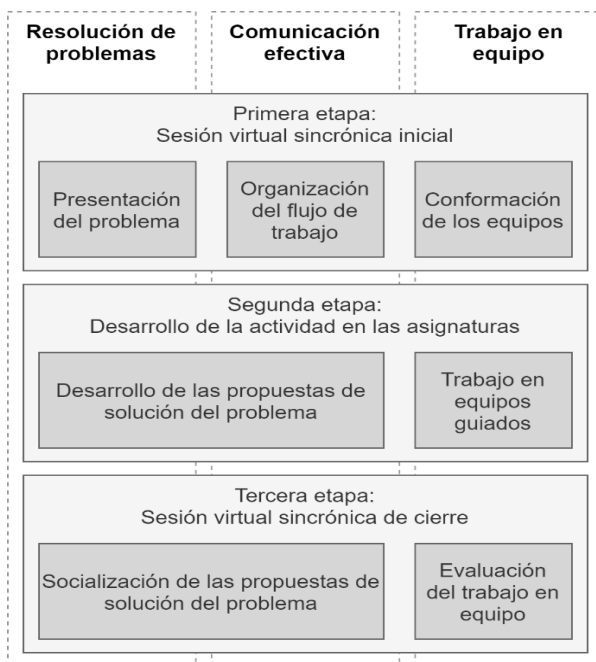 Resolución de
problemas
Comunicación
efectiva
Trabajo en
equipo
Primera etapa:
Sesión virtual sincrónica inicial
Presentación
del problema
Organización
del flujo de
trabajo
Conformación
de los equipos
Segunda etapa:
Desarrollo de la actividad en las asignaturas
Desarrollo de las propuestas de
solución del problema
Trabajo en
equipos
guiados
Tercera etapa:
Sesión virtual sincrónica de cierre
Socialización de las propuestas de
solución del problema
Evaluación
del trabajo en
equipo